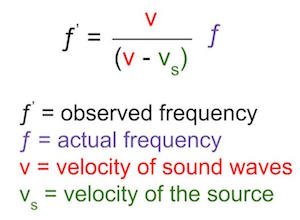 f' = v / (v - vₛ) f
f' = observed frequency
f = actual frequency
v = velocity of sound waves
vₛ = velocity of the source